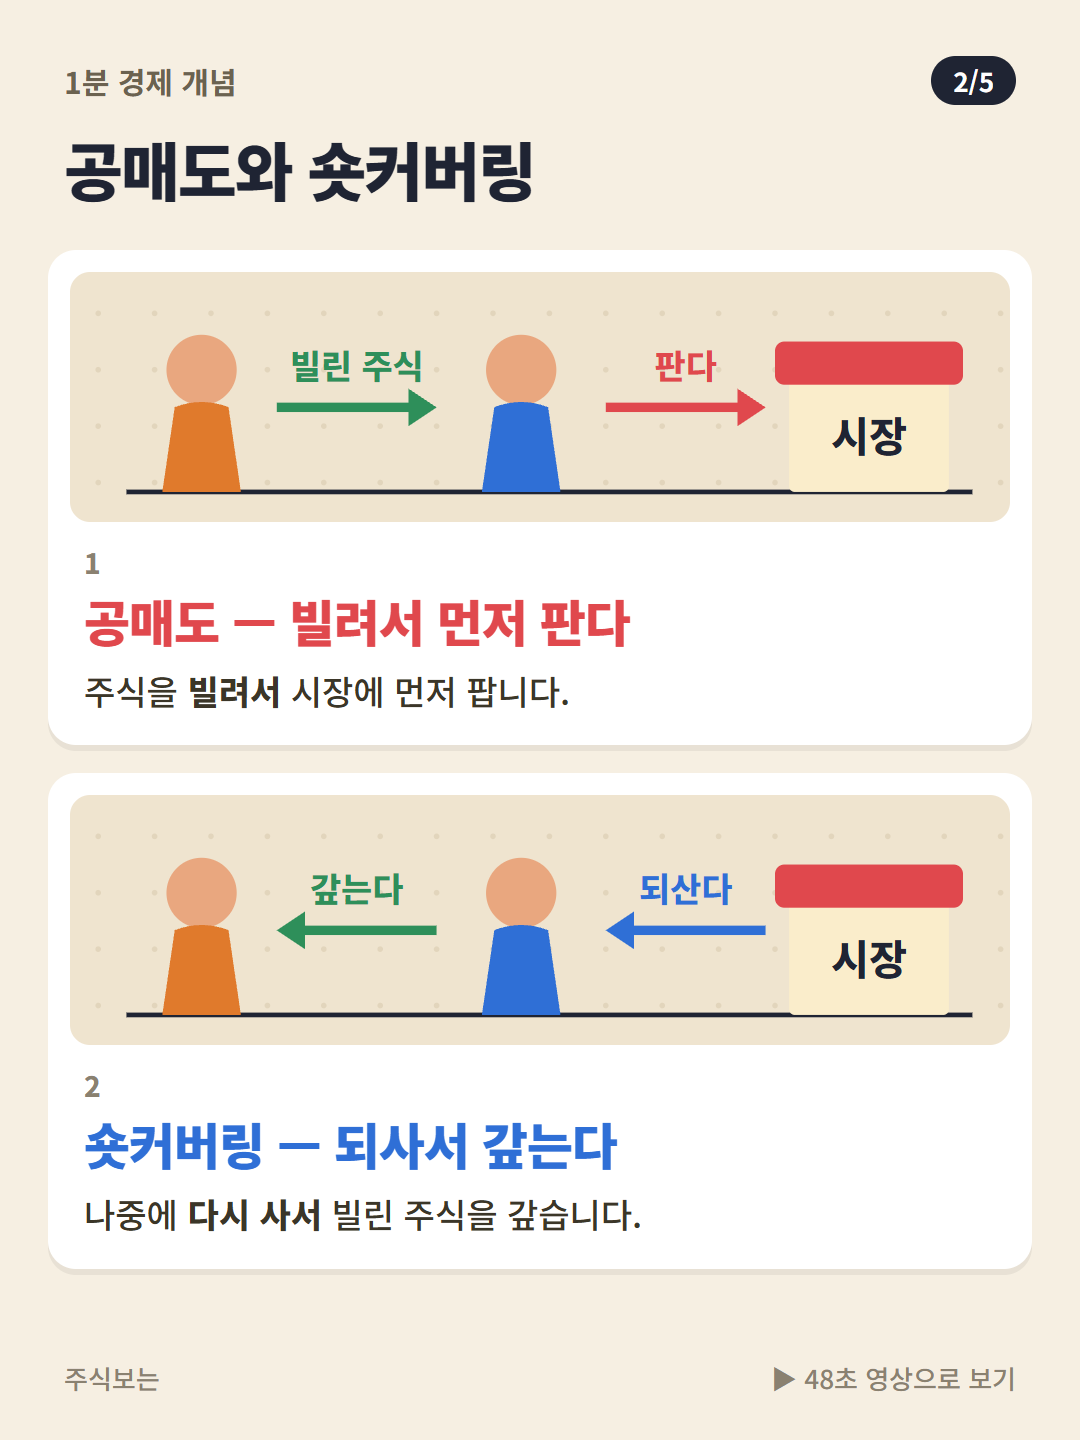 1분 경제 개념
2/5
공매도와 숏커버링
빌린 주식
판다
시장
1
공매도 — 빌려서 먼저 판다
주식을 빌려서 시장에 먼저 팝니다.
갚는다
되산다
시장
2
숏커버링 — 되사서 갚는다
나중에 다시 사서 빌린 주식을 갚습니다.
주식보는
▶ 48초 영상으로 보기